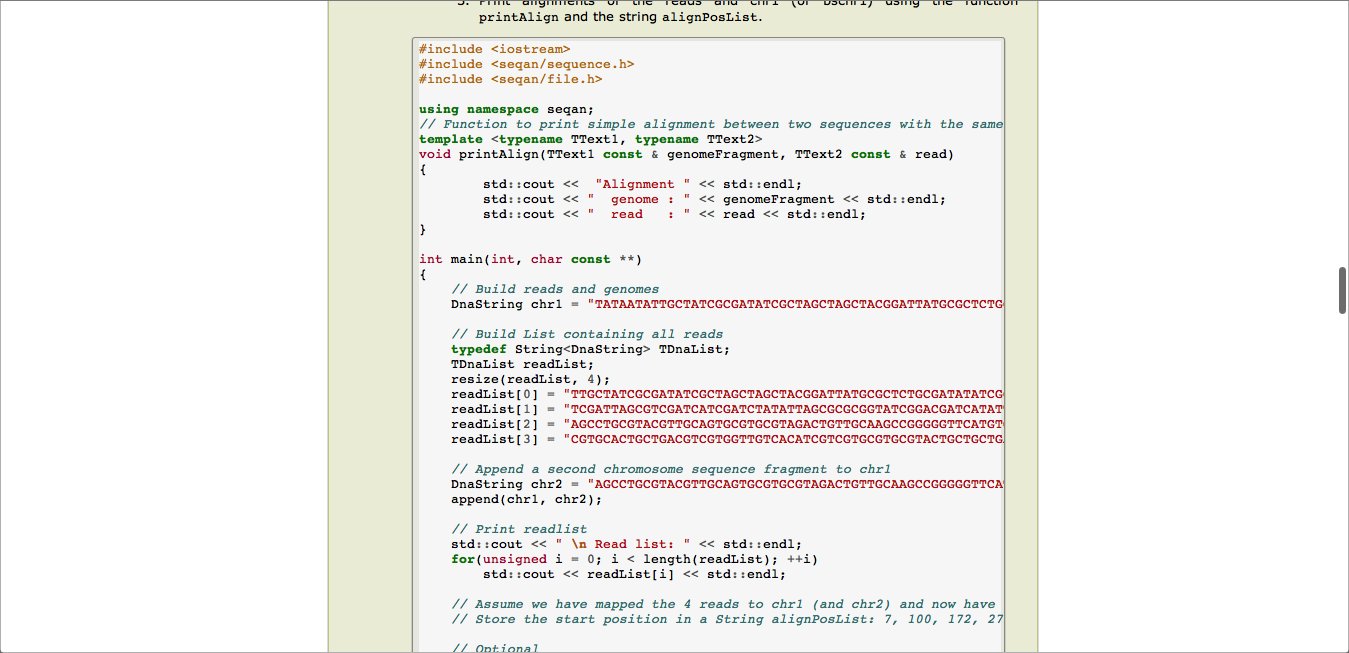 3. Print alignments of the reads and chr1 (or bschr1) using the function
printAlign and the string alignPosList.
#include <iostream>
#include <seqan/sequence.h>
#include <seqan/file.h>
using namespace seqan;
// Function to print simple alignment between two sequences with the same
template <typename TText1, typename TText2>
void printAlign(TText1 const & genomeFragment, TText2 const & read)
{
std::cout <<  "Alignment " << std::endl;
std::cout << "  genome : " << genomeFragment << std::endl;
std::cout << "  read   : " << read << std::endl;
}
int main(int, char const **)
{
// Build reads and genomes
DnaString chr1 = "TATAATATTGCTATCGCGATATCGCTAGCTAGCTACGGATTATGCGCTCTG
// Build List containing all reads
typedef String<DnaString> TDnaList;
TDnaList readList;
resize(readList, 4);
readList[0] = "TTGCTATCGCGATATCGCTAGCTAGCTACGGATTATGCGCTCTGCGATATATCG
readList[1] = "TCGATTAGCGTCGATCATCGATCTATATTAGCGCGCGGTATCGGACGATCATAT
readList[2] = "AGCCTGCGTACGTTGCAGTGCGTGCGTAGACTGTTGCAAGCCGGGGGTTCATGT
readList[3] = "CGTGCACTGCTGACGTCGTGGTTGTCACATCGTCGTGCGTGCGTACTGCTGCTG
// Append a second chromosome sequence fragment to chr1
DnaString chr2 = "AGCCTGCGTACGTTGCAGTGCGTGCGTAGACTGTTGCAAGCCGGGGGTTCA
append(chr1, chr2);
// Print readlist
std::cout << " \n Read list: " << std::endl;
for(unsigned i = 0; i < length(readList); ++i)
std::cout << readList[i] << std::endl;
// Assume we have mapped the 4 reads to chr1 (and chr2) and now have
// Store the start position in a String alignPosList: 7, 100, 172, 27
// Optional